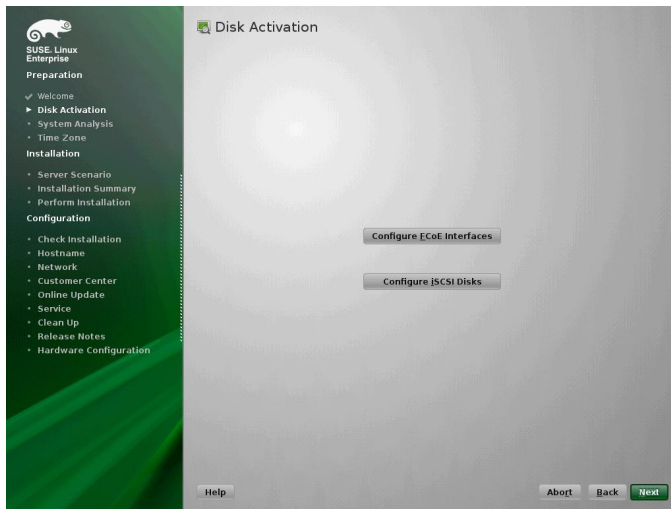 SUSE. Linux
Enterprise
Preparation
Welcome
Disk Activation
System Analysis
Time Zone
Installation
Server Scenario
Installation Summary
Perform Installation
Configuration
Check Installation
Hostname
Network
Customer Center
Online Update
Service
Clean Up
Release Notes
Hardware Configuration
Disk Activation
Configure FCoE Interfaces
Configure iSCSI Disks
Help
Abort
Back
Next